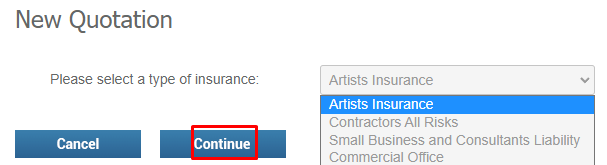 New Quotation
Please select a type of insurance:
Artists Insurance
Artists Insurance
Contractors All Risks
Small Business and Consultants Liability
Commercial Office
Cancel
Continue